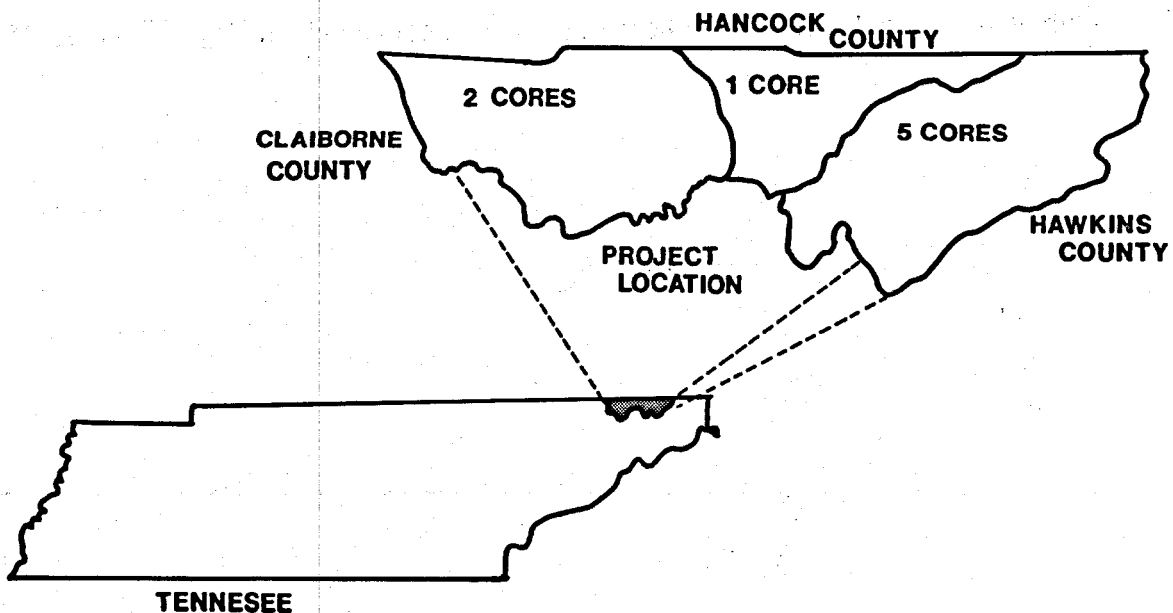 HANCOCK
COUNTY
2 CORES
1 CORE
5 CORES
CLAIBORNE
COUNTY
HAWKINS
COUNTY
PROJECT
LOCATION
TENNESEE